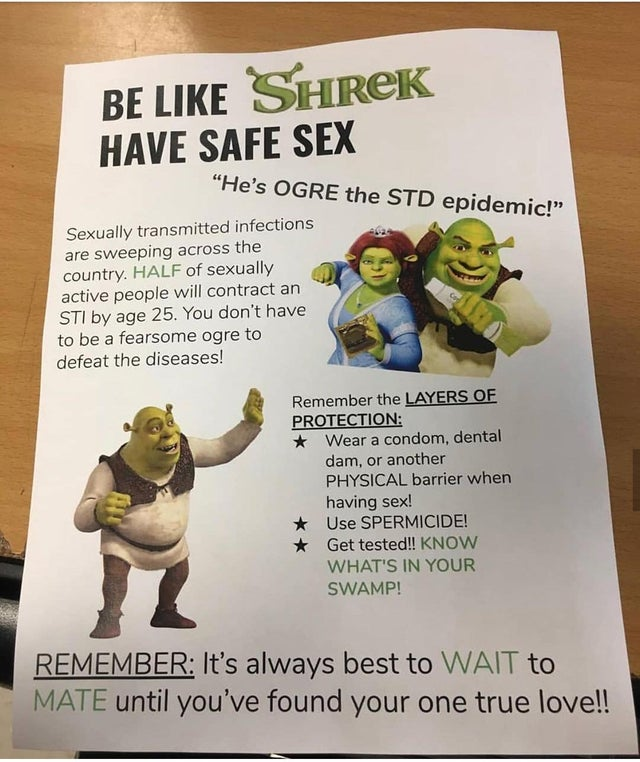 BE LIKE SHREK
HAVE SAFE SEX
“He’s OGRE the STD epidemic!”
Sexually transmitted infections
are sweeping across the
country. HALF of sexually
active people will contract an
STI by age 25. You don’t have
to be a fearsome ogre to
defeat the diseases!
Remember the LAYERS OF
PROTECTION:
★ Wear a condom, dental
dam, or another
PHYSICAL barrier when
having sex!
★ Use SPERMICIDE!
★ Get tested!! KNOW
WHAT'S IN YOUR
SWAMP!
REMEMBER: It’s always best to WAIT to
MATE until you’ve found your one true love!!